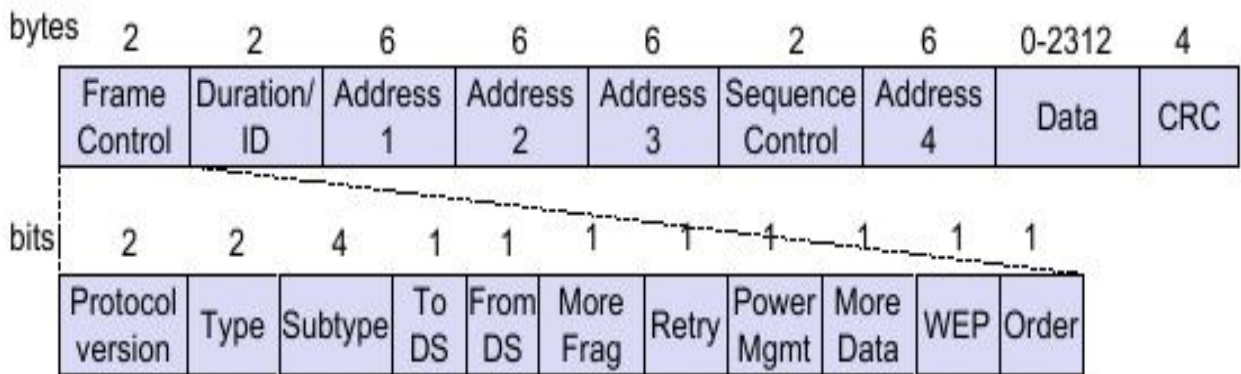 bytes 2 2 6 6 6 2 6 0-2312 4
Frame Control Duration/ ID Address 1 Address 2 Address 3 Sequence Control Address 4 Data CRC
bits 2 2 4 1 1 1 1 1 1 1 1
Protocol version Type Subtype To DS From DS More Frag Retry Power Mgmt More Data WEP Order